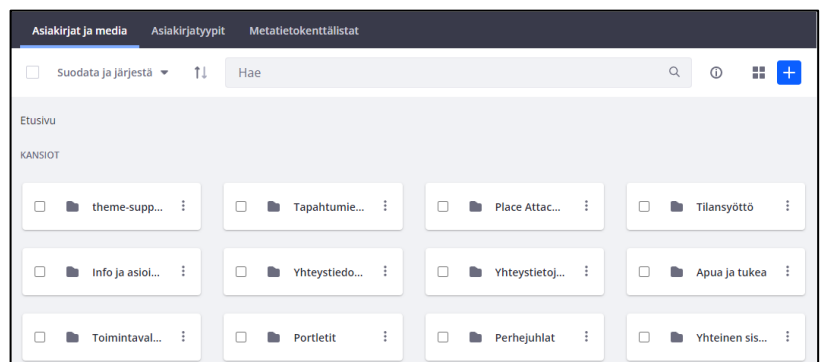 Asiakirjat ja media Asiakirjatyypit Metatietokenttälistat
Suodata ja järjestä Hae
Etusivu
KANSIOT
theme-supp... Tapahtumie... Place Attac... Tilansyöttö
Info ja asioi... Yhteystiedo... Yhteystietoj... Apua ja tukea
Toimintaval... Portletit Perhejuhlat Yhteinen sis...